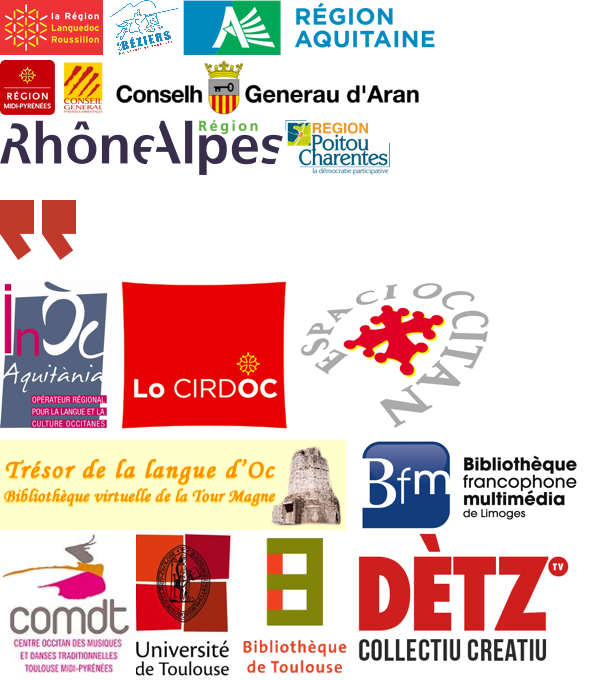 la Région
Languedoc
Roussillon
BÉZIERS
RÉGION
AQUITAINE
RÉGION
MIDI-PYRÉNÉES
CONSEIL
GENERAL
PYRENEES-ORIENTALES
Conselh Generau d'Aran
Région
RhôneAlpes
REGION
Poitou
Charentes
la démocratie participative
InÒc
Aquitània
OPÉRATEUR RÉGIONAL
POUR LA LANGUE ET LA
CULTURE OCCITANES
Lo CIRDOC
ESPACI OCCITAN
Trésor de la langue d'Oc
Bibliothèque virtuelle de la Tour Magne
Bfm
Bibliothèque
francophone
multimédia
de Limoges
comdt
CENTRE OCCITAN DES MUSIQUES
ET DANSES TRADITIONNELLES
TOULOUSE MIDI-PYRÉNÉES
Université
de Toulouse
Bibliothèque
de Toulouse
DÈTZ
TV
COLLECTIU CREATIU